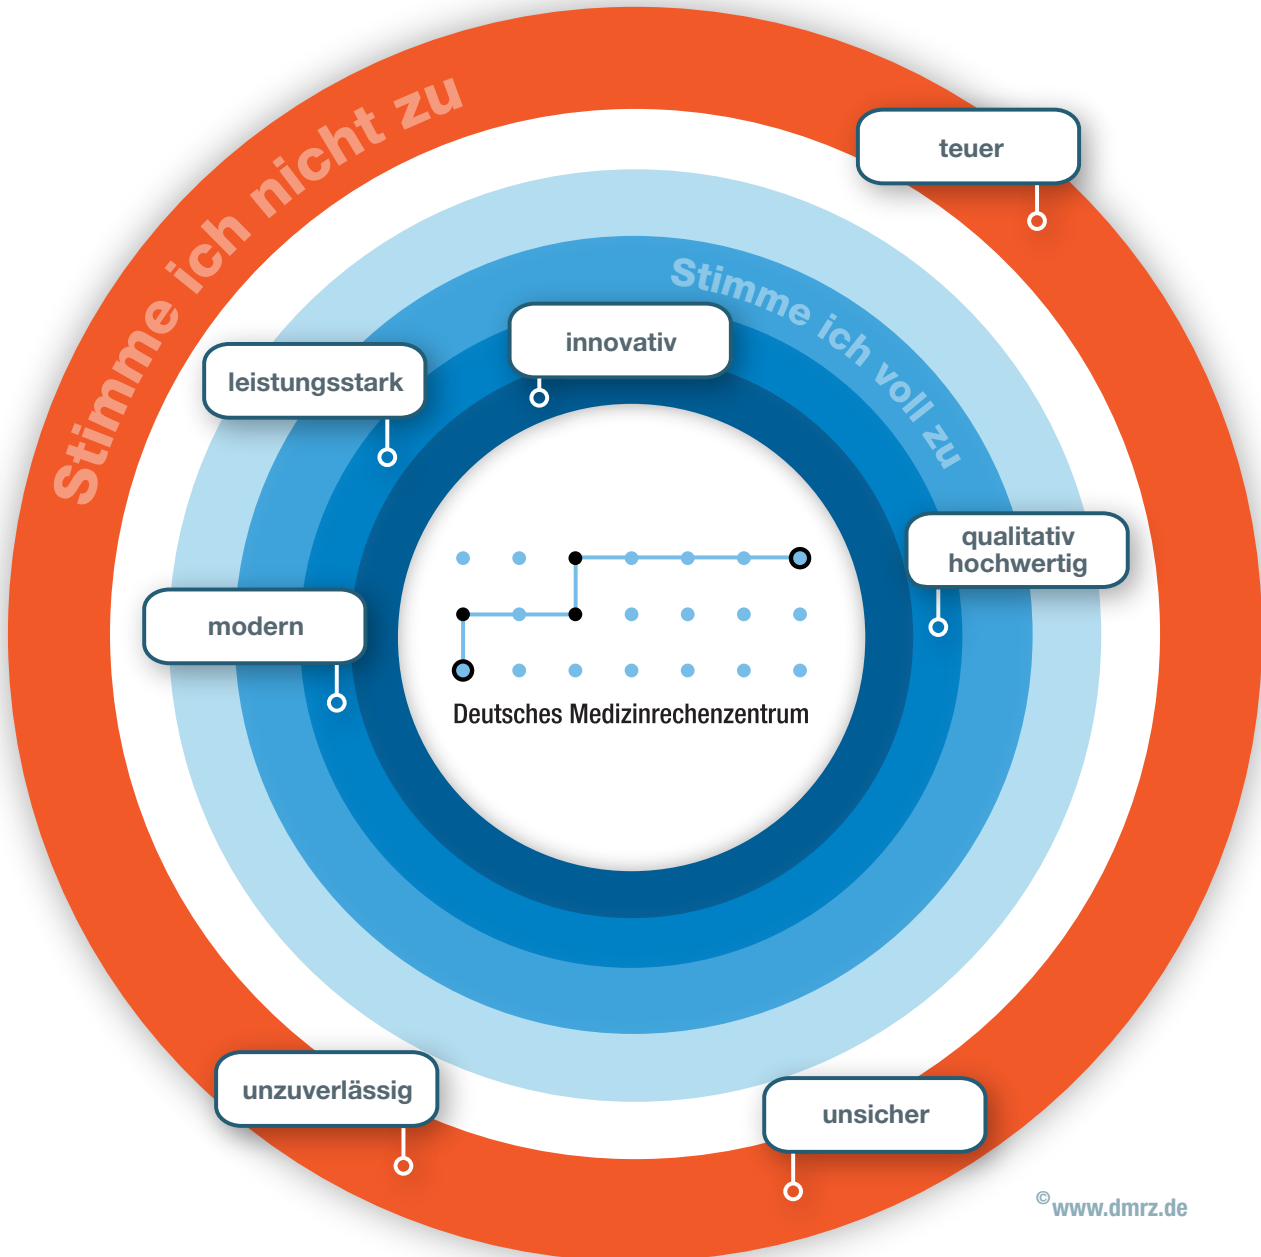 Stimme ich nicht zu
teuer
Stimme ich voll zu
innovativ
leistungsstark
qualitativ
hochwertig
modern
Deutsches Medizinrechenzentrum
unzuverlässig
unsicher
©www.dmrz.de